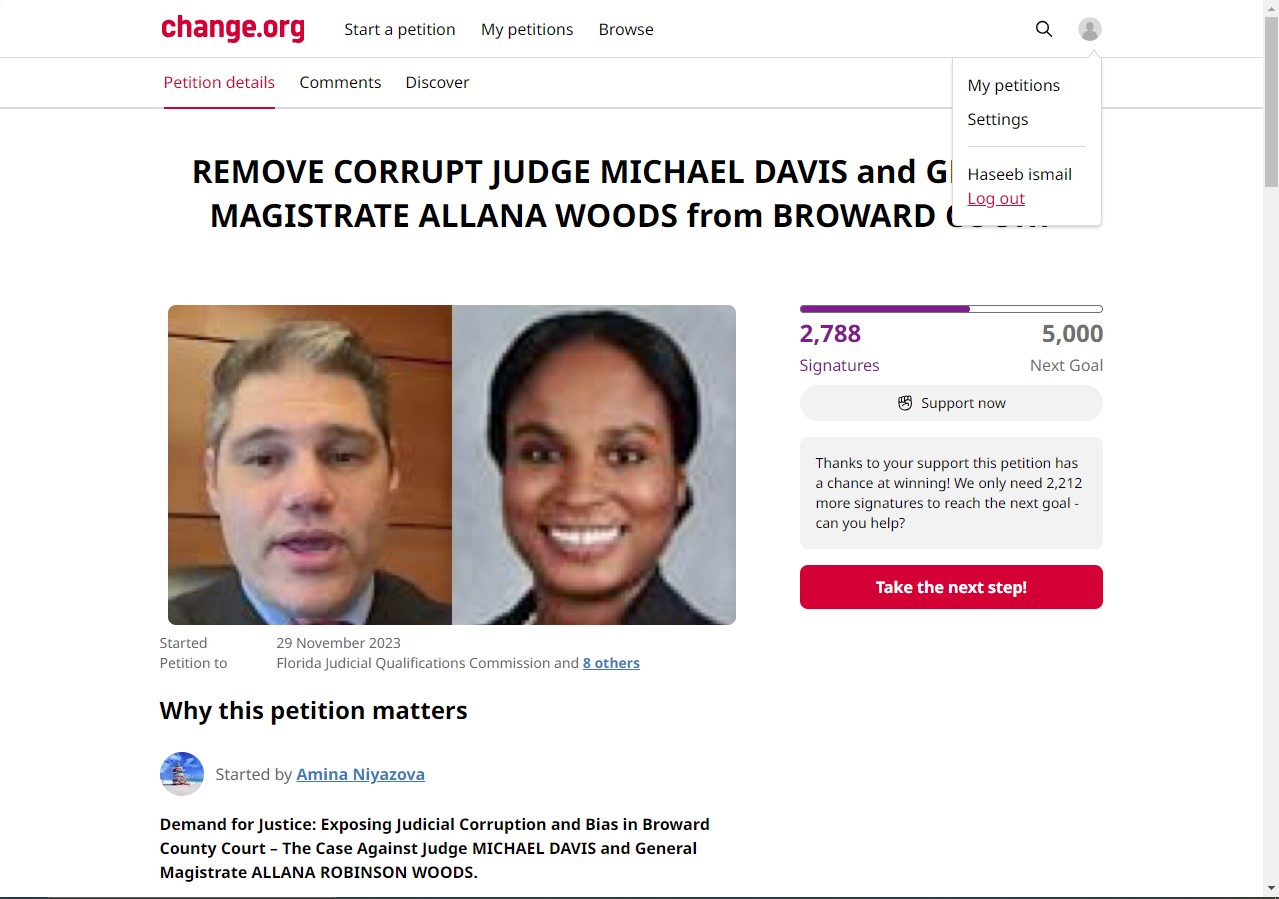 change.org
Start a petition
My petitions
Browse
Petition details
Comments
Discover
My petitions
Settings
Haseeb ismail
Log out
REMOVE CORRUPT JUDGE MICHAEL DAVIS and
MAGISTRATE ALLANA WOODS from BROWARD
2,788
5,000
Signatures
Next Goal
Support now
Thanks to your support this petition has
a chance at winning! We only need 2,212
more signatures to reach the next goal -
can you help?
Take the next step!
Started 29 November 2023
Petition to Florida Judicial Qualifications Commission and 8 others
Why this petition matters
Started by Amina Niyazova
Demand for Justice: Exposing Judicial Corruption and Bias in Broward
County Court – The Case Against Judge MICHAEL DAVIS and General
Magistrate ALLANA ROBINSON WOODS.